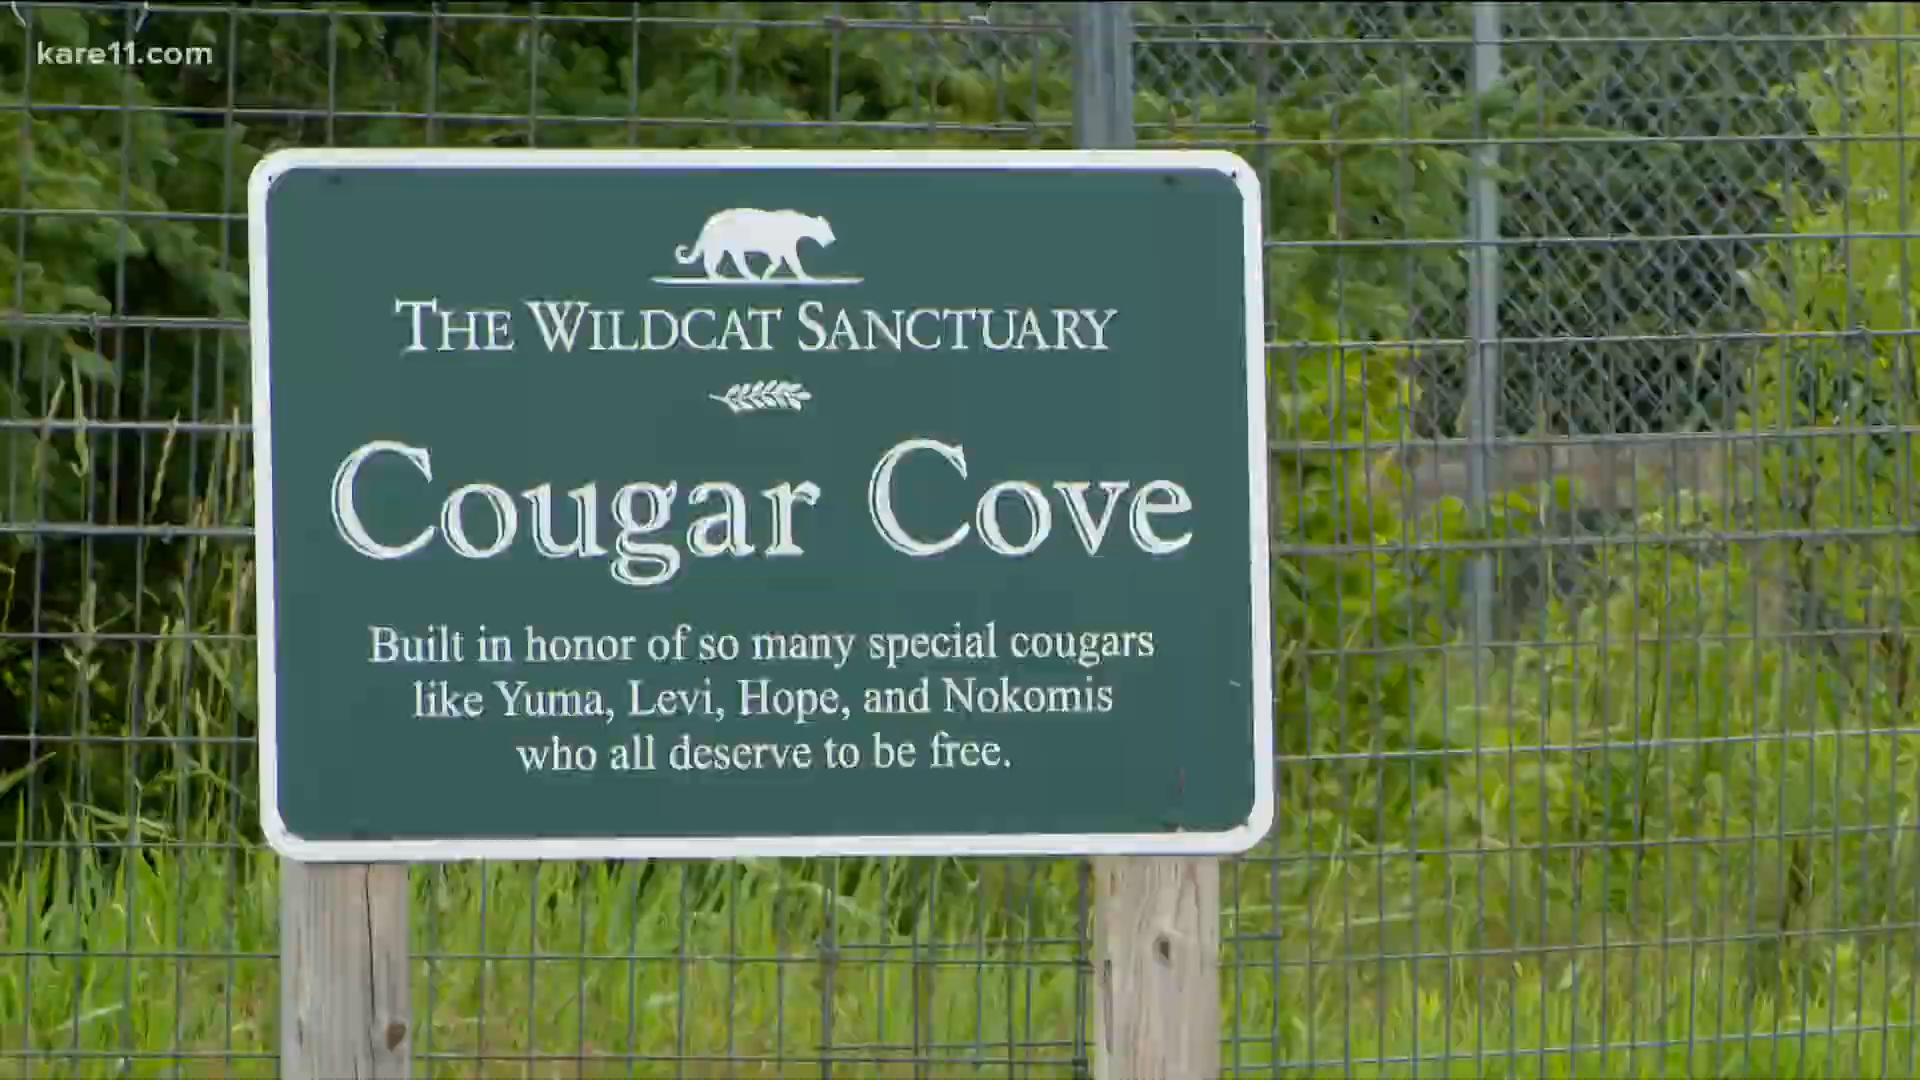 kare11.com
THE WILDCAT SANCTUARY
Cougar Cove
Built in honor of so many special cougars
like Yuma, Levi, Hope, and Nokomis
who all deserve to be free.